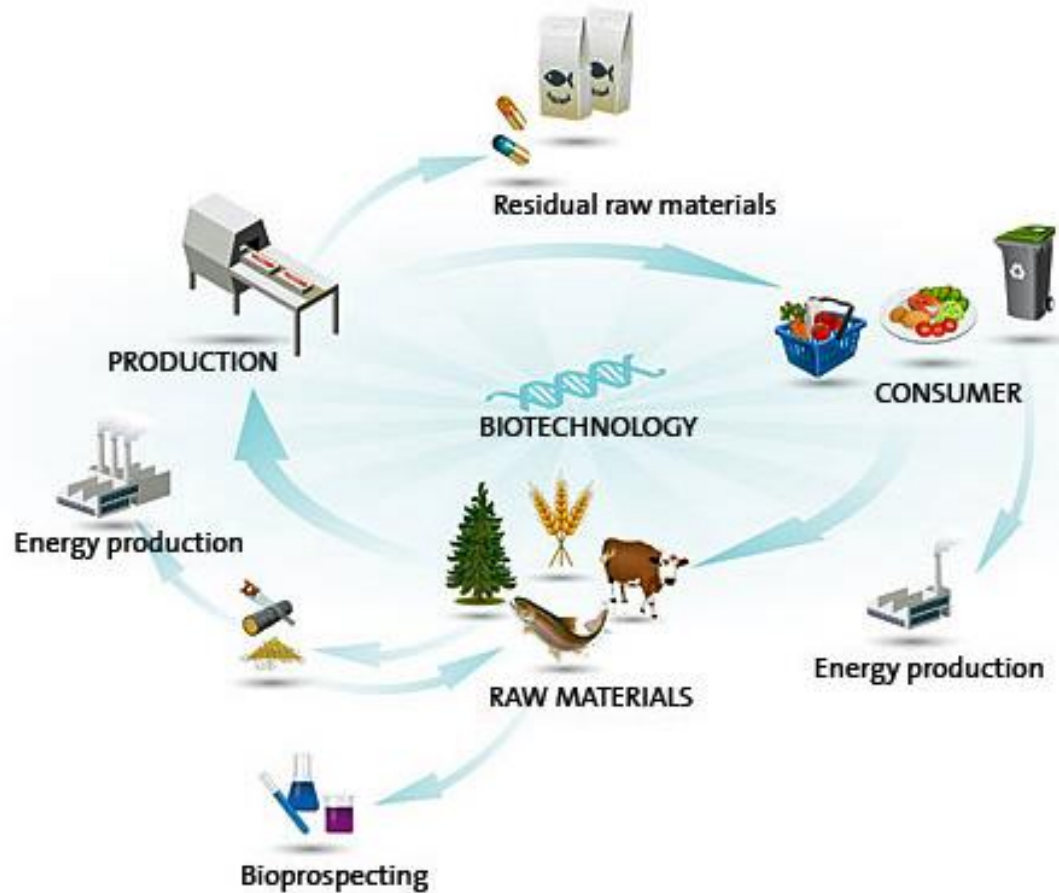 Residual raw materials
PRODUCTION
CONSUMER
BIOTECHNOLOGY
Energy production
Energy production
RAW MATERIALS
Bioprospecting